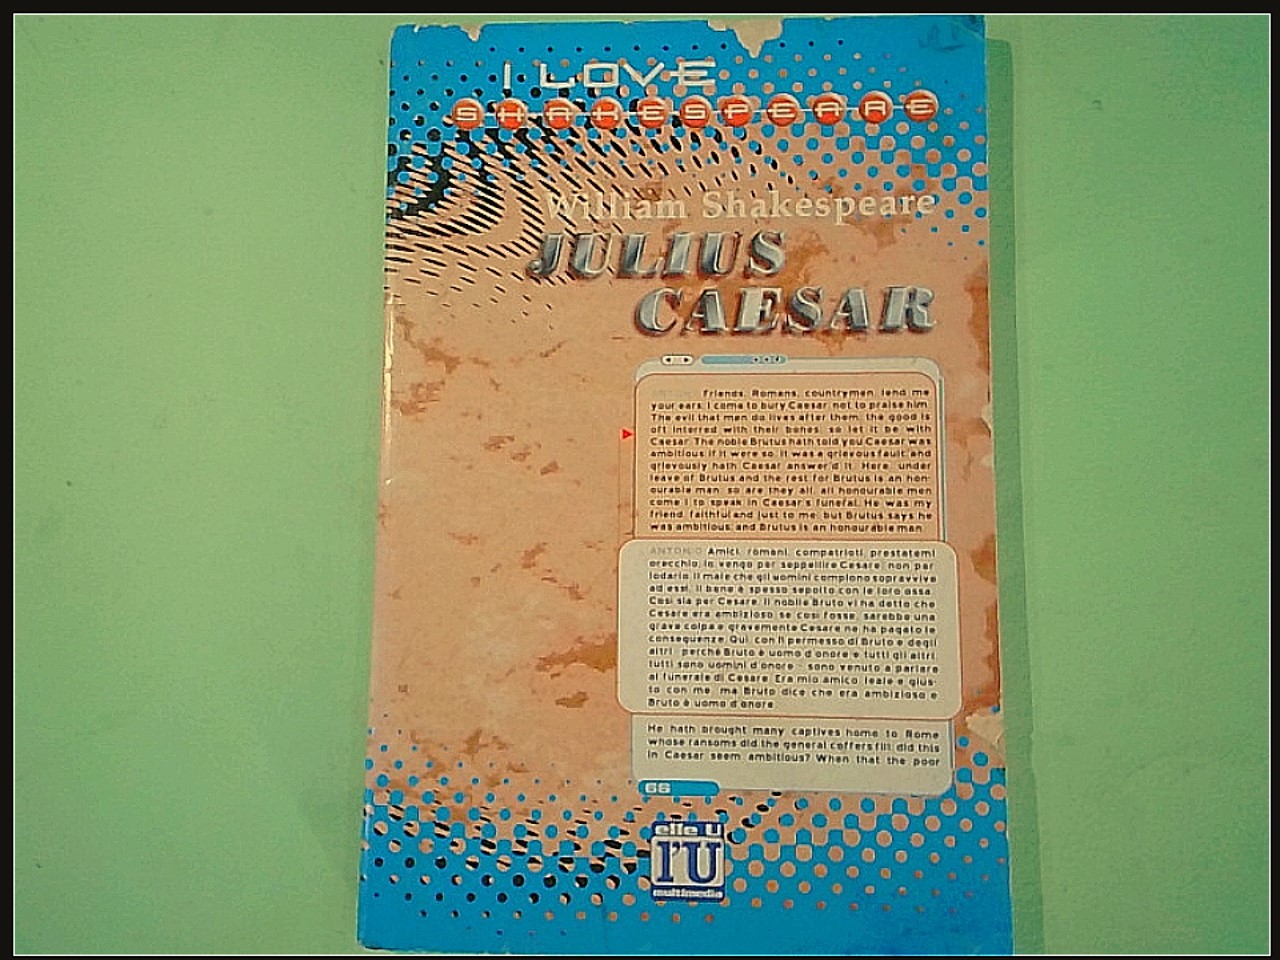 I LOVE
SHAKESPEARE
William Shakespeare
JULIUS
CAESAR
Friends, Romans, countrymen, lend me
your ears. I come to bury Caesar, not to praise him.
The evil that men do lives after them, the good is
oft interred with their bones, so let it be with
Caesar. The noble Brutus hath told you Caesar was
ambitious. If it were so, it was a grievous fault, and
grievously hath Caesar answer'd it. Here, under
leave of Brutus and the rest for Brutus is an hon-
ourable man, so are they all, all honourable men
come I to speak in Caesar's funeral. He was my
friend, faithful and just to me; but Brutus says he
was ambitious, and Brutus is an honourable man.
ANTONIO Amici, romani, compatrioti, prestatemi
orecchio, io vengo per seppellire Cesare, non per
lodarlo. Il male che gli uomini compiono sopravvive
ad essi, il bene è spesso sepolto con le loro ossa.
Così sia per Cesare. Il nobile Bruto vi ha detto che
Cesare era ambizioso se così fosse, sarebbe una
grave colpa e gravemente Cesare ne ha pagato le
conseguenze. Qui, con il permesso di Bruto e degli
altri - perché Bruto è uomo d'onore e tutti gli altri,
tutti sono uomini d'onore - sono venuto a parlare
al funerale di Cesare. Era mio amico, leale e gius-
to con me, ma Bruto dice che era ambizioso e
Bruto è uomo d'onore.
He hath brought many captives home to Rome
whose ransoms did the general coffers fill: did this
in Caesar seem ambitious? When that the poor
66
elle U
l'U
multimedia